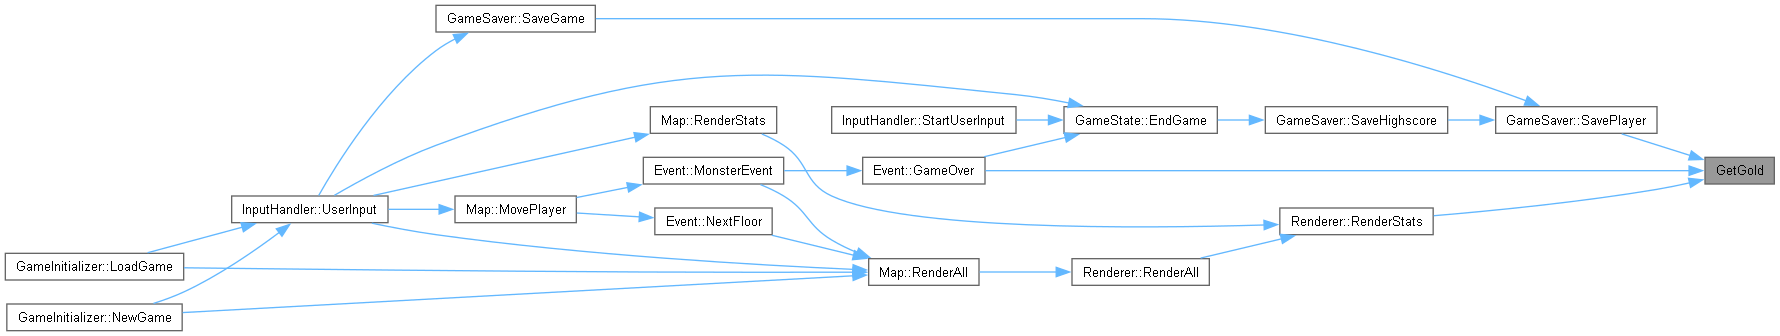 GameSaver::SaveGame
Map::RenderStats
InputHandler::StartUserInput
GameState::EndGame
GameSaver::SaveHighscore
GameSaver::SavePlayer
Event::MonsterEvent
Event::GameOver
GetGold
InputHandler::UserInput
Map::MovePlayer
Event::NextFloor
Renderer::RenderStats
GameInitializer::LoadGame
Map::RenderAll
Renderer::RenderAll
GameInitializer::NewGame